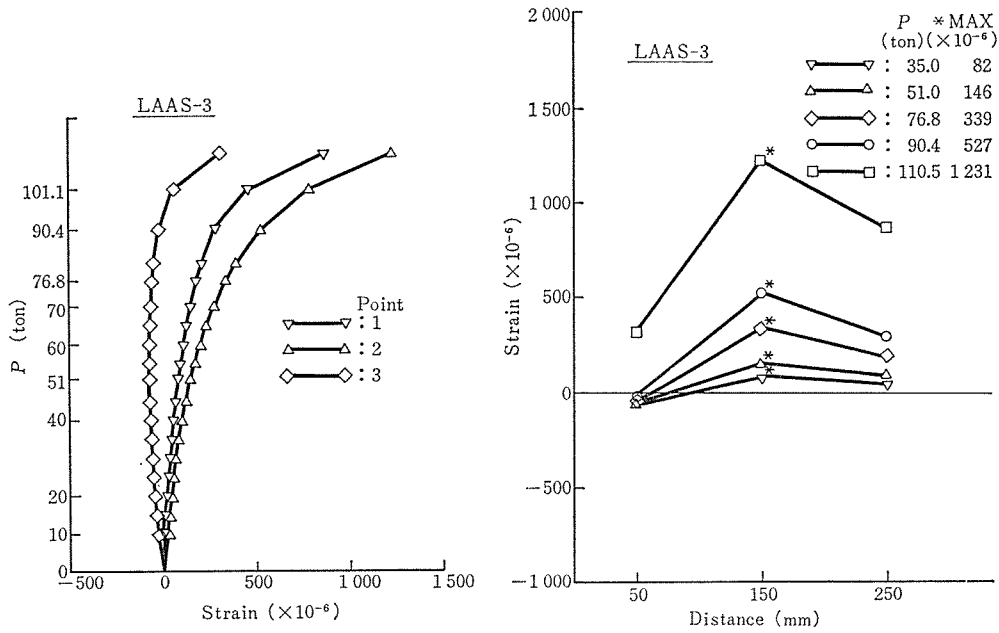 LAAS-3
P (ton)
101.1
90.4
76.8
70
60
51
40
20
10
0
Point
: 1
: 2
: 3
−500
0
500
1 000
1 500
Strain (×10⁻⁶)
LAAS-3
P *MAX
(ton)(×10⁻⁶)
: 35.0 82
: 51.0 146
: 76.8 339
: 90.4 527
: 110.5 1 231
Strain (×10⁻⁶)
2 000
1 500
1 000
500
0
−500
−1 000
*
*
*
*
*
50
150
250
Distance (mm)